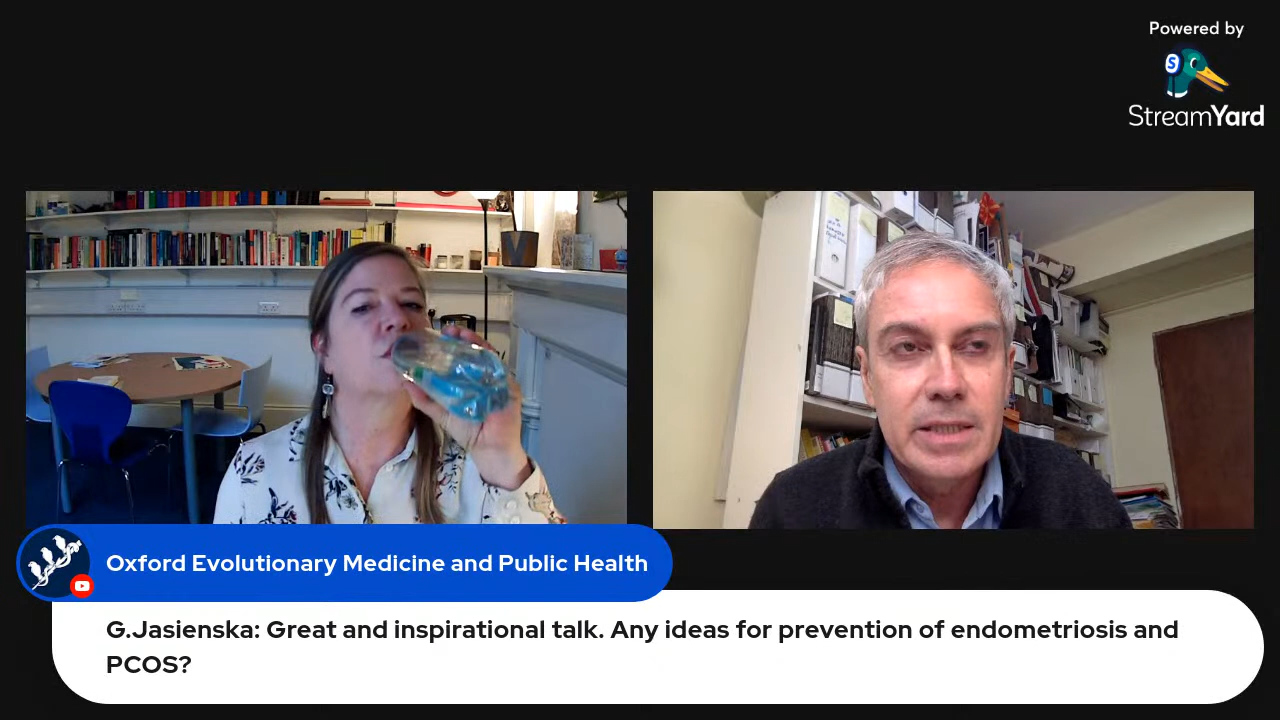 Powered by
S
StreamYard
Oxford Evolutionary Medicine and Public Health
G.Jasienska: Great and inspirational talk. Any ideas for prevention of endometriosis and
PCOS?